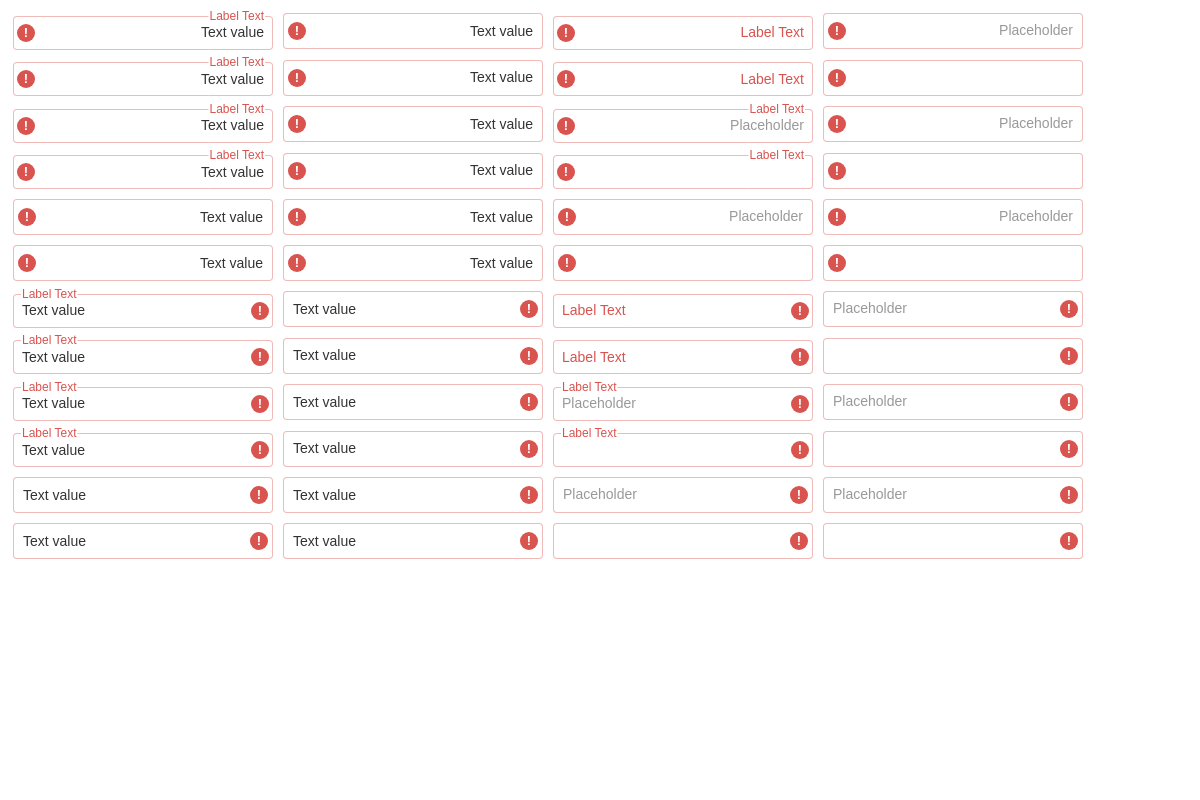 Label Text
! Text value ! Text value ! Label Text ! Placeholder
Label Text
! Text value ! Text value ! Label Text !
Label Text Label Text
! Text value ! Text value ! Placeholder ! Placeholder
Label Text Label Text
! Text value ! Text value ! !
! Text value ! Text value ! Placeholder ! Placeholder
! Text value ! Text value ! !
Label Text
Text value ! Text value ! Label Text ! Placeholder !
Label Text
Text value ! Text value ! Label Text ! !
Label Text Label Text
Text value ! Text value ! Placeholder ! Placeholder !
Label Text Label Text
Text value ! Text value ! ! !
Text value ! Text value ! Placeholder ! Placeholder !
Text value ! Text value ! ! !